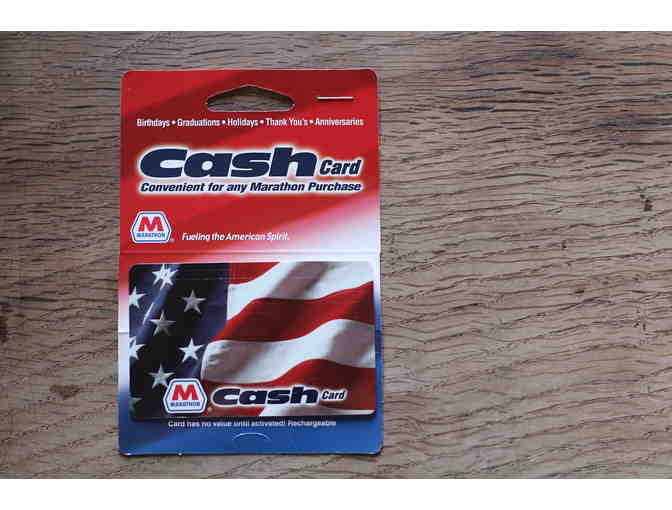 Birthdays • Graduations • Holidays • Thank You's • Anniversaries
Cash Card
Convenient for any Marathon Purchase
M
MARATHON
Fueling the American Spirit.
M
MARATHON
Cash Card
Card has no value until activated! Rechargeable